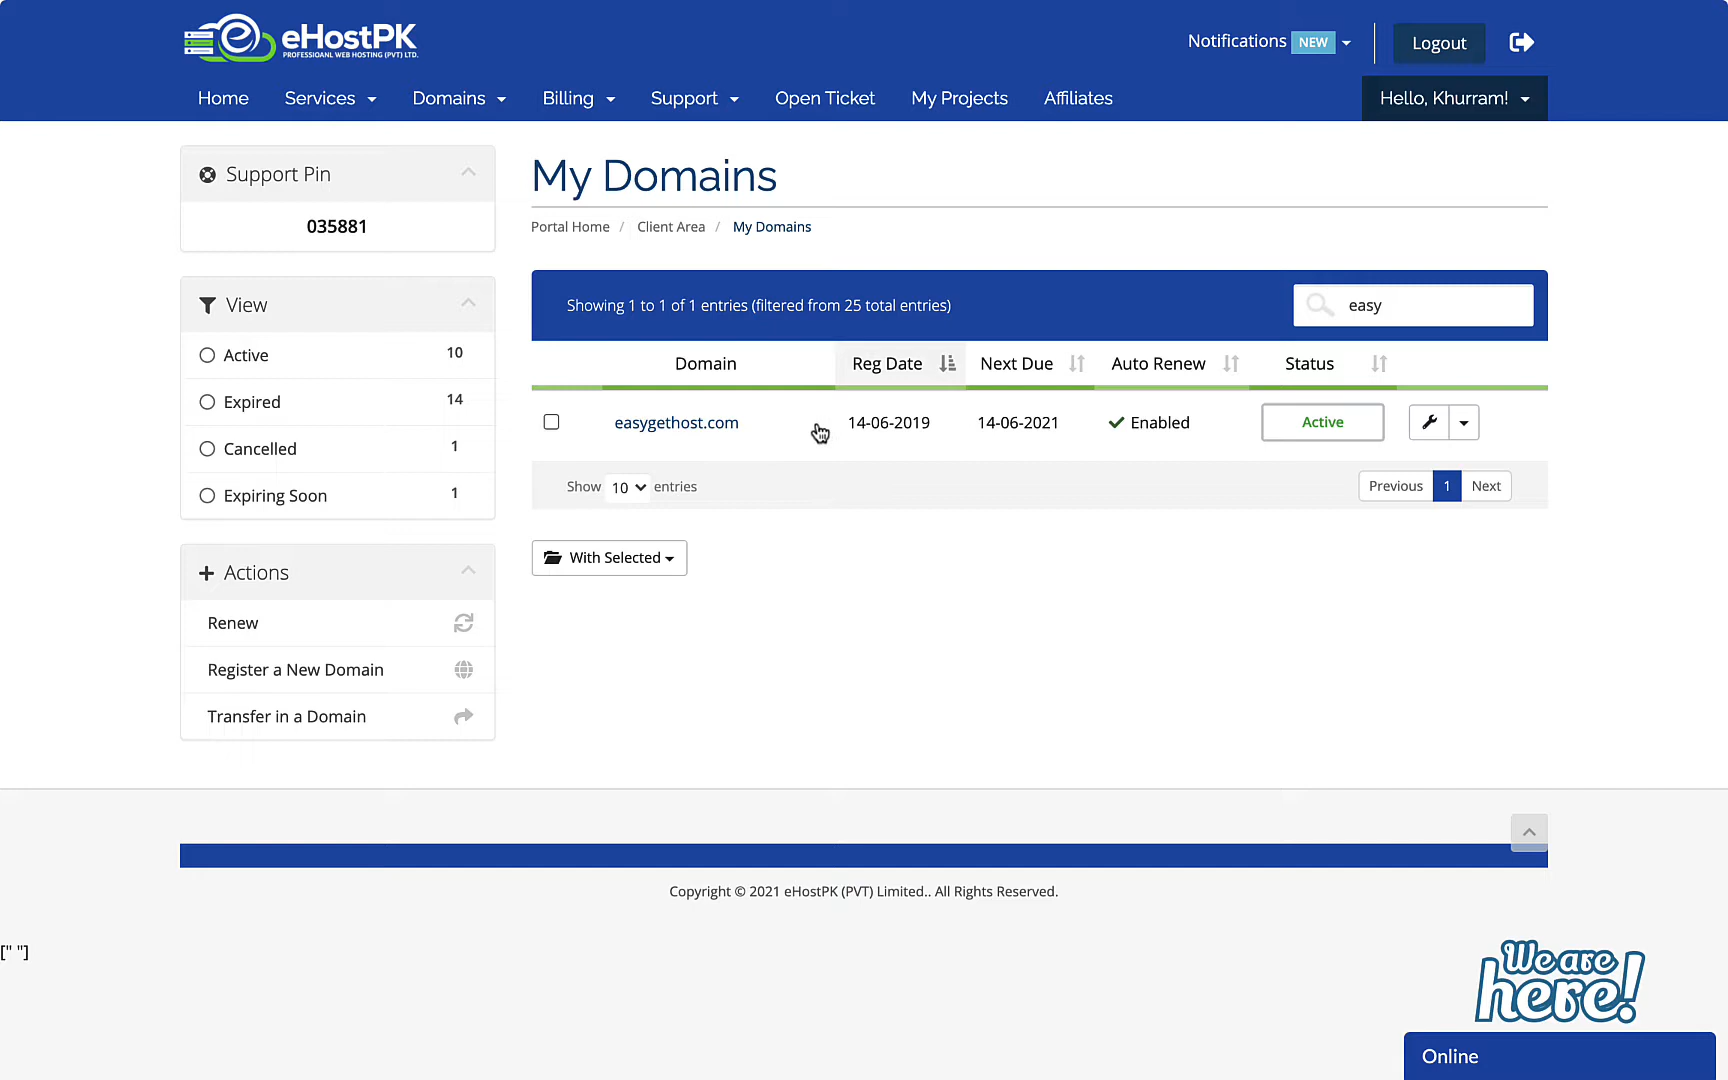 eHostPK
PROFESSIOANL WEB HOSTING (PVT) LTD.
Notifications NEW
Logout
Home Services Domains Billing Support Open Ticket My Projects Affiliates
Hello, Khurram!
Support Pin
035881
View
Active 10
Expired 14
Cancelled 1
Expiring Soon 1
Actions
Renew
Register a New Domain
Transfer in a Domain
My Domains
Portal Home / Client Area / My Domains
Showing 1 to 1 of 1 entries (filtered from 25 total entries)
easy
Domain Reg Date Next Due Auto Renew Status
easygethost.com 14-06-2019 14-06-2021 Enabled Active
Show 10 entries
Previous 1 Next
With Selected
Copyright © 2021 eHostPK (PVT) Limited.. All Rights Reserved.
[" "]
We are
here!
Online